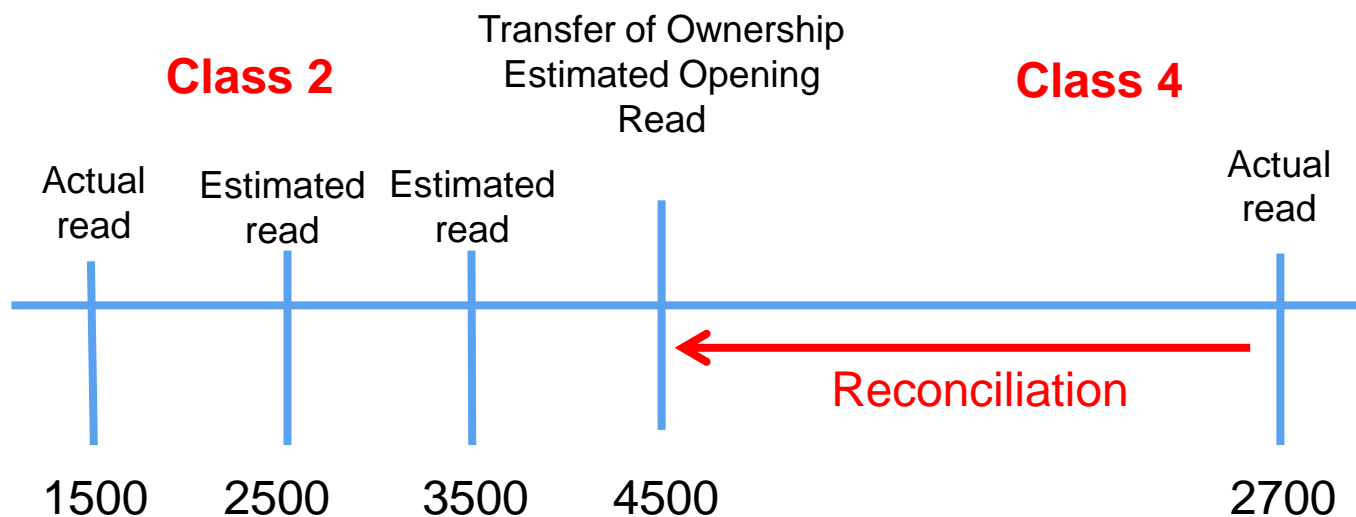 Transfer of Ownership
Estimated Opening
Read
Class 2
Class 4
Actual
read
Estimated
read
Estimated
read
Actual
read
Reconciliation
1500
2500
3500
4500
2700